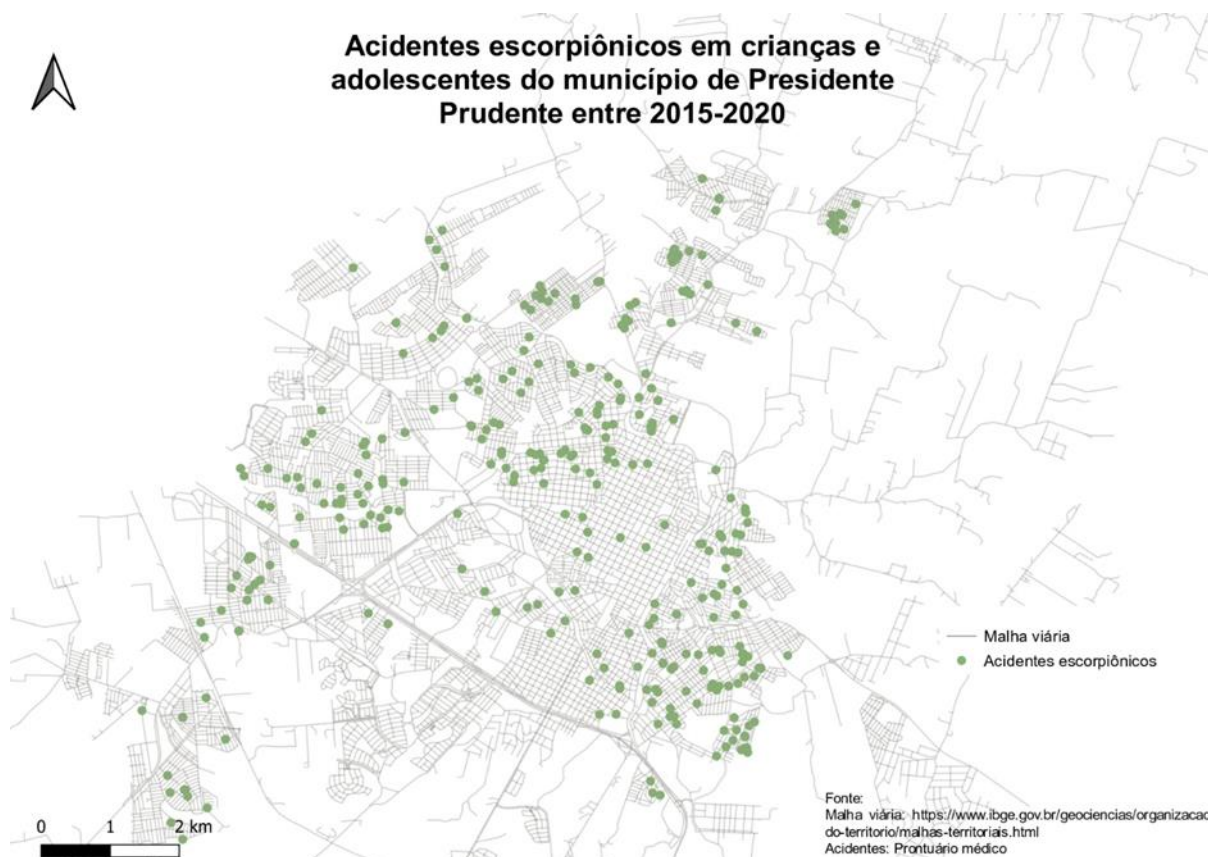 Acidentes escorpiônicos em crianças e
adolescentes do município de Presidente
Prudente entre 2015-2020
Malha viária
Acidentes escorpiônicos
0 1 2 km
Fonte:
Malha viária: https://www.ibge.gov.br/geociencias/organizacao
do-territorio/malhas-territoriais.html
Acidentes: Prontuário médico